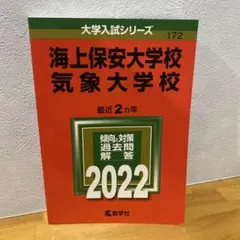 大学入試シリーズ
172
海上保安大学校
気象大学校
最近2カ年
傾向と対策
過去問
解答
2022
教学社